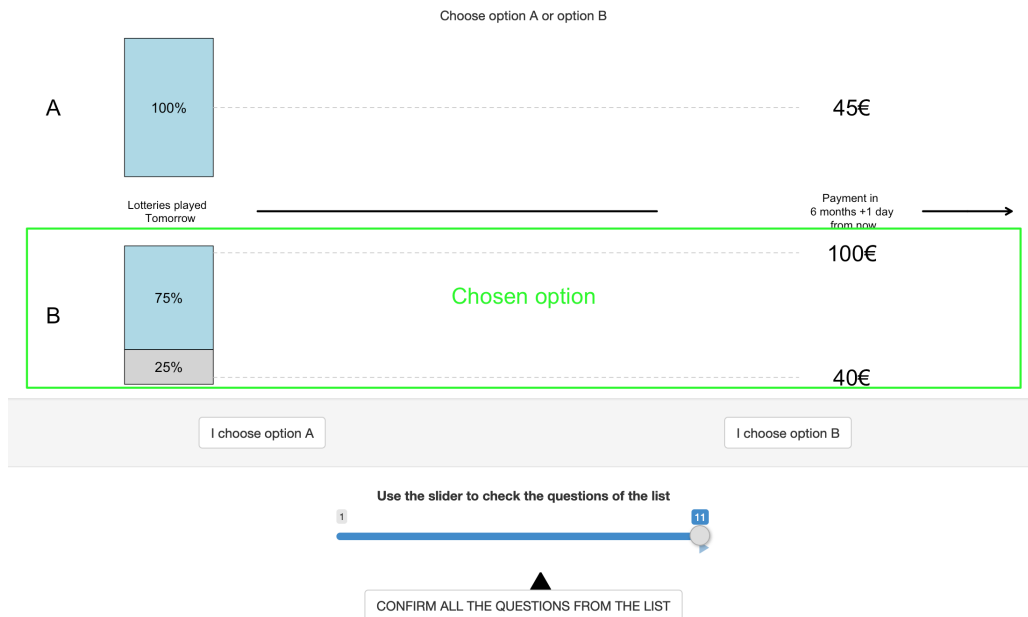 Choose option A or option B
A
100%
45€
Lotteries played
Tomorrow
Payment in
6 months +1 day
from now
B
75%
25%
Chosen option
100€
40€
I choose option A
I choose option B
Use the slider to check the questions of the list
1
11
CONFIRM ALL THE QUESTIONS FROM THE LIST